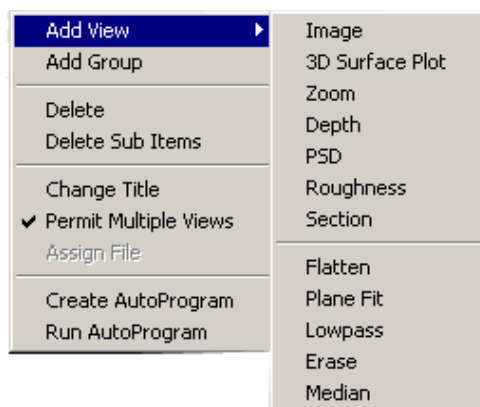 Add View
Add Group
Delete
Delete Sub Items
Change Title
Permit Multiple Views
Assign File
Create AutoProgram
Run AutoProgram
Image
3D Surface Plot
Zoom
Depth
PSD
Roughness
Section
Flatten
Plane Fit
Lowpass
Erase
Median